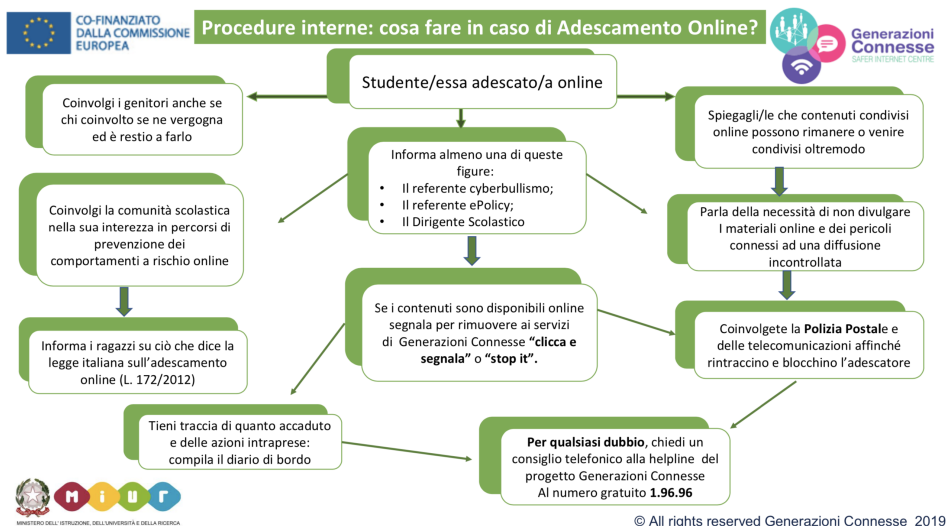 CO-FINANZIATO
DALLA COMMISSIONE
EUROPEA
Procedure interne: cosa fare in caso di Adescamento Online?
Generazioni
Connesse
SAFER INTERNET CENTRE
Studente/essa adescato/a online
Coinvolgi i genitori anche se
chi coinvolto se ne vergogna
ed è restio a farlo
Informa almeno una di queste
figure:
• Il referente cyberbullismo;
• Il referente ePolicy;
• Il Dirigente Scolastico
Spiegagli/le che contenuti condivisi
online possono rimanere o venire
condivisi oltremodo
Coinvolgi la comunità scolastica
nella sua interezza in percorsi di
prevenzione dei
comportamenti a rischio online
Parla della necessità di non divulgare
I materiali online e dei pericoli
connessi ad una diffusione
incontrollata
Se i contenuti sono disponibili online
segnala per rimuovere ai servizi
di Generazioni Connesse “clicca e
segnala” o “stop it”.
Informa i ragazzi su ciò che dice la
legge italiana sull’adescamento
online (L. 172/2012)
Coinvolgete la Polizia Postale e
delle telecomunicazioni affinché
rintraccino e blocchino l’adescatore
Tieni traccia di quanto accaduto
e delle azioni intraprese:
compila il diario di bordo
Per qualsiasi dubbio, chiedi un
consiglio telefonico alla helpline del
progetto Generazioni Connesse
Al numero gratuito 1.96.96
miur
MINISTERO DELL'ISTRUZIONE, DELL'UNIVERSITÀ E DELLA RICERCA
© All rights reserved Generazioni Connesse 2019